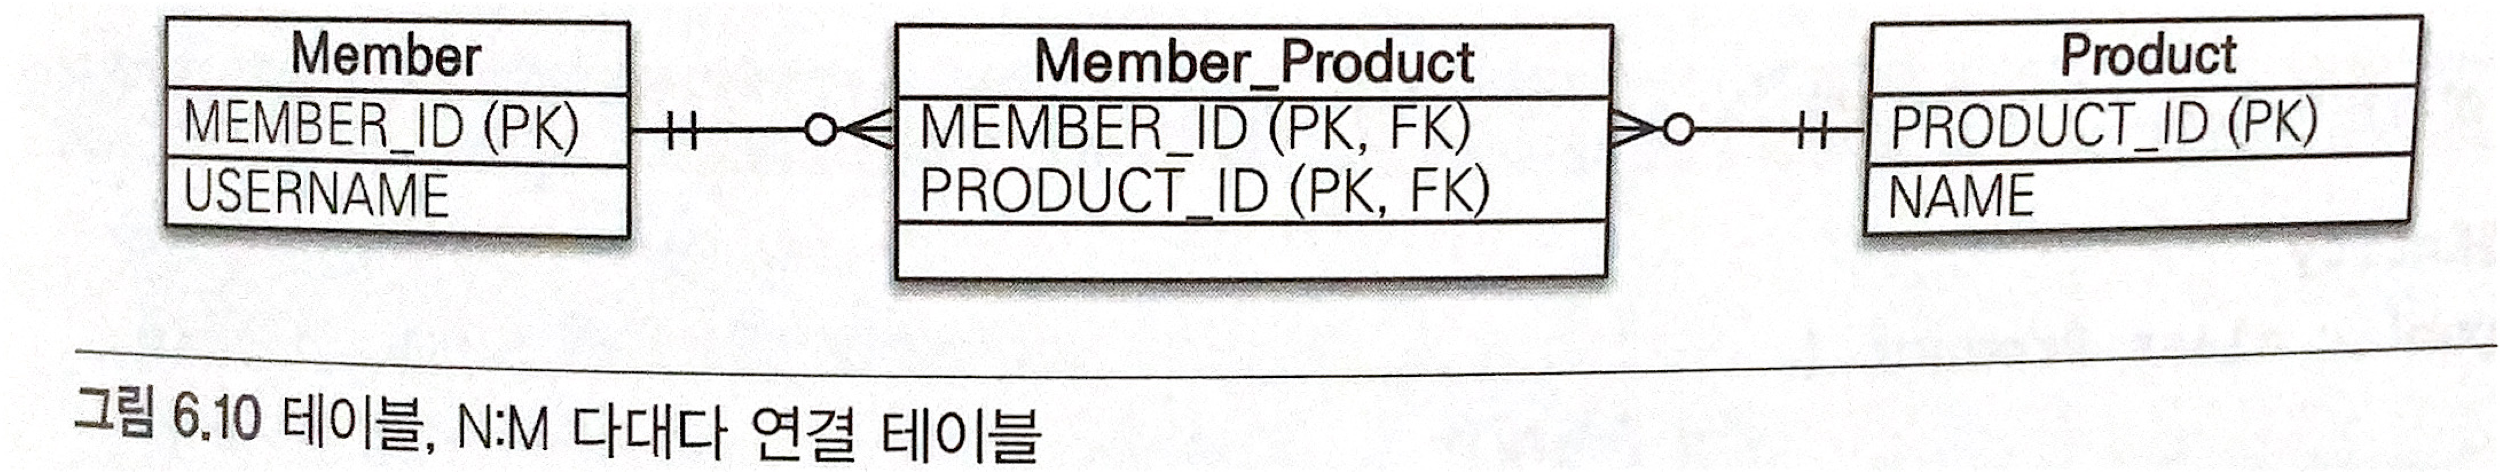 Member
MEMBER_ID (PK)
USERNAME
Member_Product
MEMBER_ID (PK, FK)
PRODUCT_ID (PK, FK)
Product
PRODUCT_ID (PK)
NAME
그림 6.10 테이블, N:M 다대다 연결 테이블